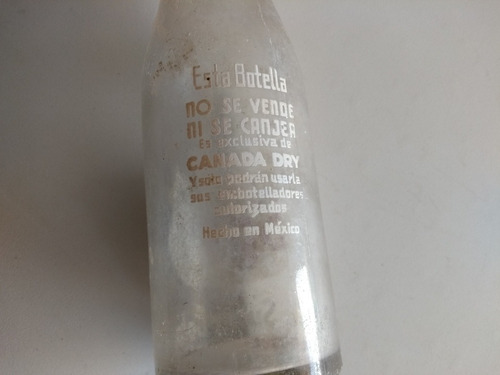 Esta Botella
NO SE VENDE
NI SE CANJEA
Es exclusiva de
CANADA DRY
Y solo podrán usarla
sus embotelladores
autorizados
Hecho en México